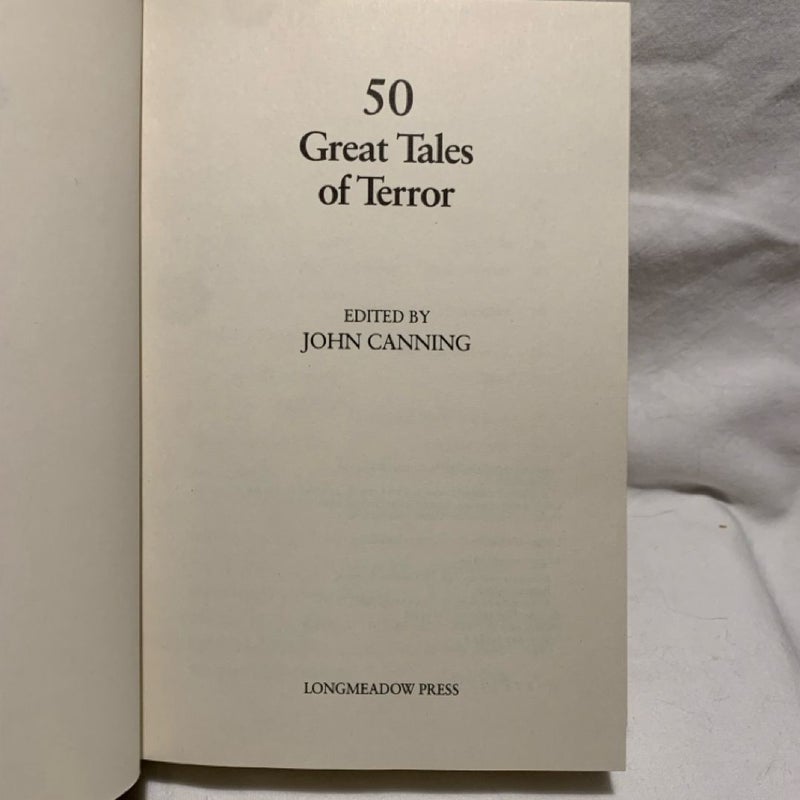 50
Great Tales
of Terror
EDITED BY
JOHN CANNING
LONGMEADOW PRESS